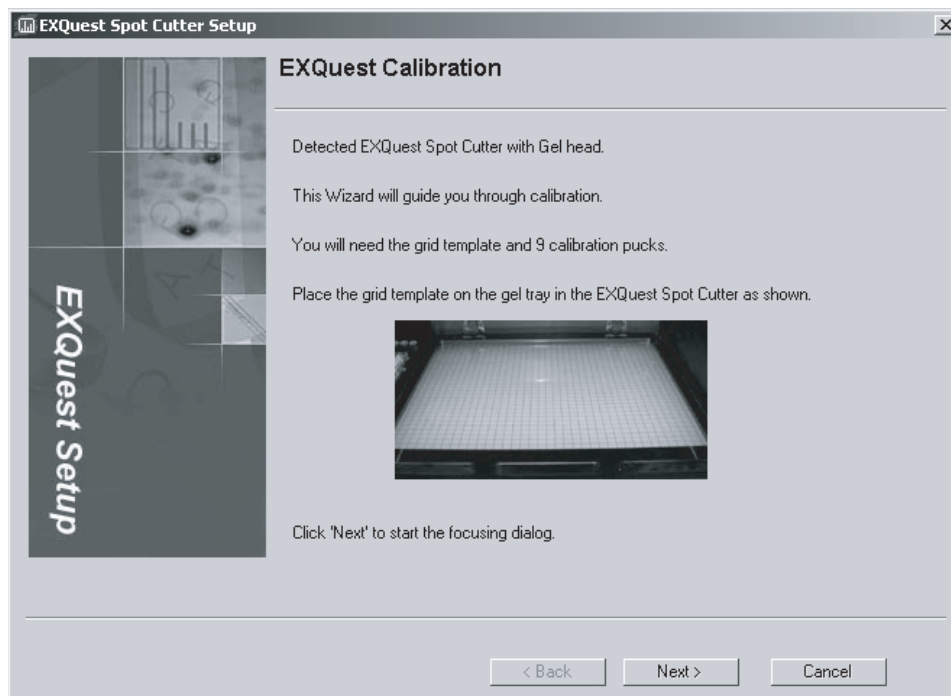 EXQuest Spot Cutter Setup
EXQuest Calibration
Detected EXQuest Spot Cutter with Gel head.
This Wizard will guide you through calibration.
You will need the grid template and 9 calibration pucks.
Place the grid template on the gel tray in the EXQuest Spot Cutter as shown.
EXQuest Setup
Click 'Next' to start the focusing dialog.
< Back
Next >
Cancel